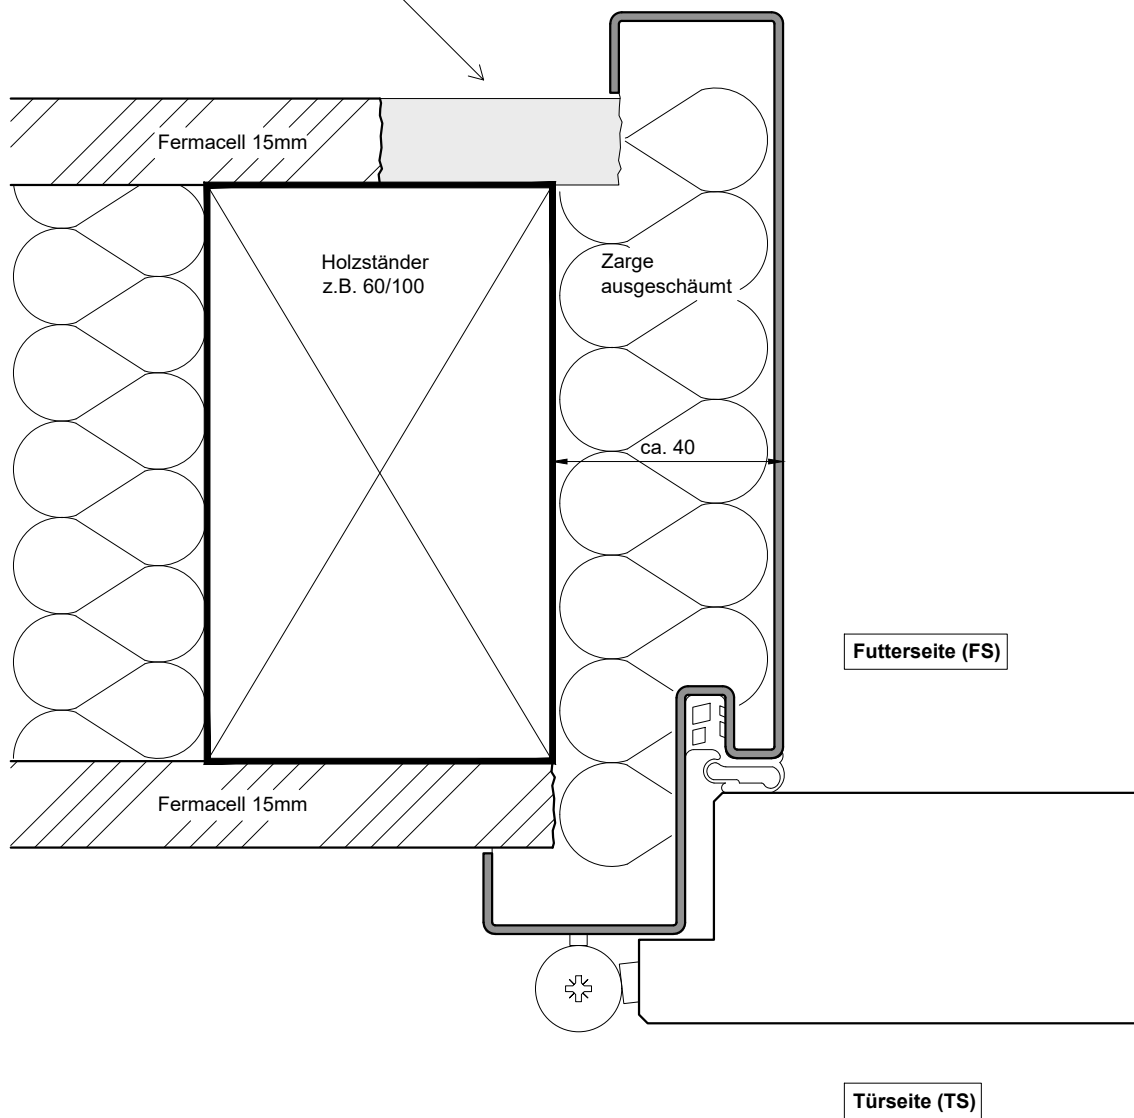 Fermacell 15mm
Holzständer
z.B. 60/100
Zarge
ausgeschäumt
ca. 40
Futterseite (FS)
Fermacell 15mm
Türseite (TS)